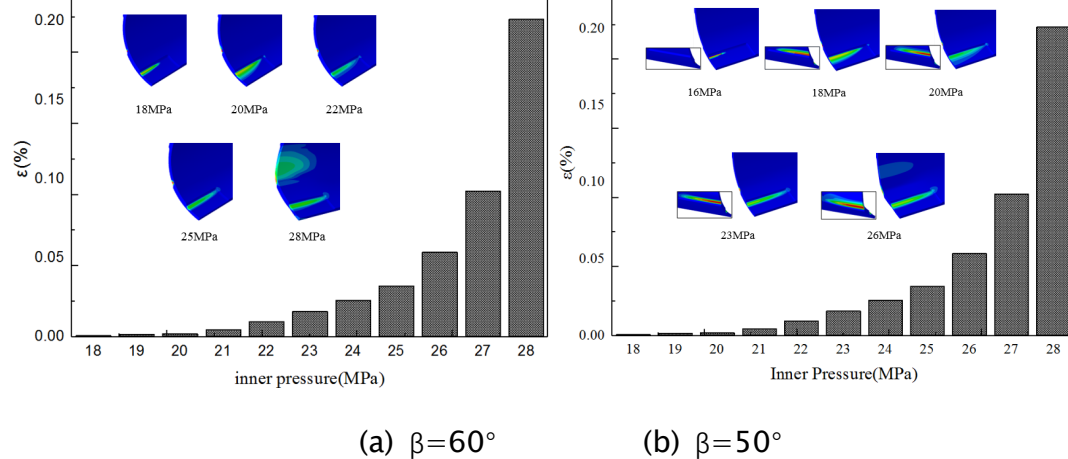 0.20
0.15
0.10
0.05
0.00
ε(%)
18MPa 20MPa 22MPa
25MPa 28MPa
18 19 20 21 22 23 24 25 26 27 28
inner pressure(MPa)
0.20
0.15
0.10
0.05
0.00
ε(%)
16MPa 18MPa 20MPa
23MPa 26MPa
18 19 20 21 22 23 24 25 26 27 28
Inner Pressure(MPa)
(a) β=60° (b) β=50°